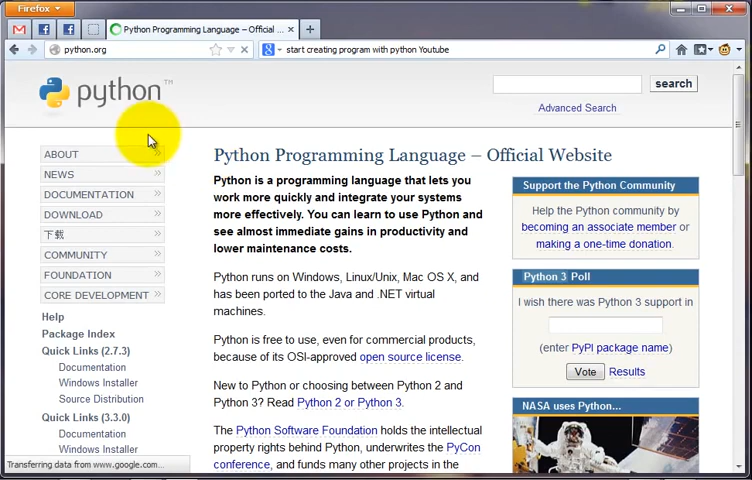 Firefox
Python Programming Language – Official ...
python.org
start creating program with python Youtube
python™
search
Advanced Search
ABOUT
NEWS
DOCUMENTATION
DOWNLOAD
下载
COMMUNITY
FOUNDATION
CORE DEVELOPMENT
Help
Package Index
Quick Links (2.7.3)
Documentation
Windows Installer
Source Distribution
Quick Links (3.3.0)
Documentation
Windows Installer
Transferring data from www.google.com...
Python Programming Language – Official Website
Python is a programming language that lets you
work more quickly and integrate your systems
more effectively. You can learn to use Python and
see almost immediate gains in productivity and
lower maintenance costs.
Python runs on Windows, Linux/Unix, Mac OS X, and
has been ported to the Java and .NET virtual
machines.
Python is free to use, even for commercial products,
because of its OSI-approved open source license.
New to Python or choosing between Python 2 and
Python 3? Read Python 2 or Python 3.
The Python Software Foundation holds the intellectual
property rights behind Python, underwrites the PyCon
conference, and funds many other projects in the
Support the Python Community
Help the Python community by
becoming an associate member or
making a one-time donation.
Python 3 Poll
I wish there was Python 3 support in
(enter PyPI package name)
Vote Results
NASA uses Python...